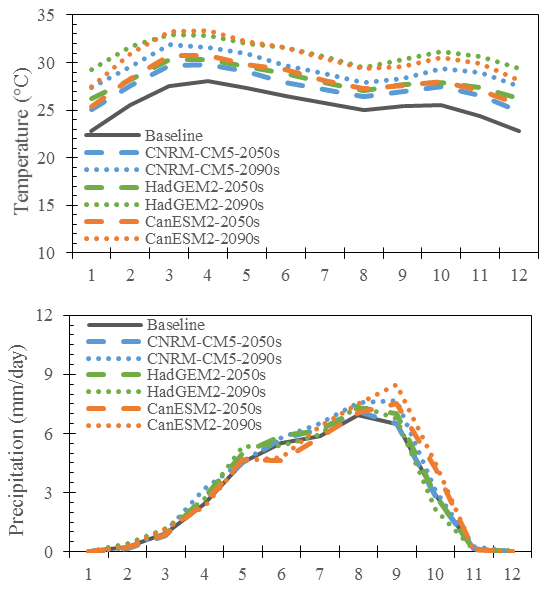 35
30
25
20
15
10
Temperature (°C)
Baseline
CNRM-CM5-2050s
CNRM-CM5-2090s
HadGEM2-2050s
HadGEM2-2090s
CanESM2-2050s
CanESM2-2090s
1 2 3 4 5 6 7 8 9 10 11 12
12
9
6
3
0
Precipitation (mm/day)
Baseline
CNRM-CM5-2050s
CNRM-CM5-2090s
HadGEM2-2050s
HadGEM2-2090s
CanESM2-2050s
CanESM2-2090s
1 2 3 4 5 6 7 8 9 10 11 12